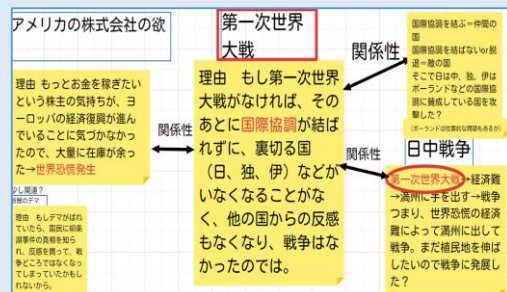 アメリカの株式会社の欲
理由 もっとお金を稼ぎたい
という株主の気持ちが、ヨ
ーロッパの経済復興が進ん
でいることに気づかなかっ
たので、大量に在庫が余っ
た→世界恐慌発生
少し関連？
新聞のデマ
理由 もしデマがばれ
ていたら、国民に柳条
湖事件の真相を知ら
れ、反感を買って、戦
争どころではなくなっ
てしまっていたかもし
れないから。
関係性
第一次世界
大戦
理由 もし第一次世界
大戦がなければ、その
あとに国際協調が結ば
れずに、裏切る国
（日、独、伊）などが
いなくなることがな
く、他の国からの反感
もなくなり、戦争はな
かったのでは。
関係性
国際協調を結ぶ＝仲間の
国
国際協調を結ばないor脱
退＝敵の国
そこで日は中、独、伊は
ポーランドなどの国際協
調に賛成している国を攻
撃した？
（ポーランドは位置的な問題もあるが）
関係性
日中戦争
第一次世界大戦→経済難
→満州に手を出す→戦争
つまり、世界恐慌の経済
難によって満州に出して
戦争。まだ植民地を伸ば
したいので戦争に発展し
た？